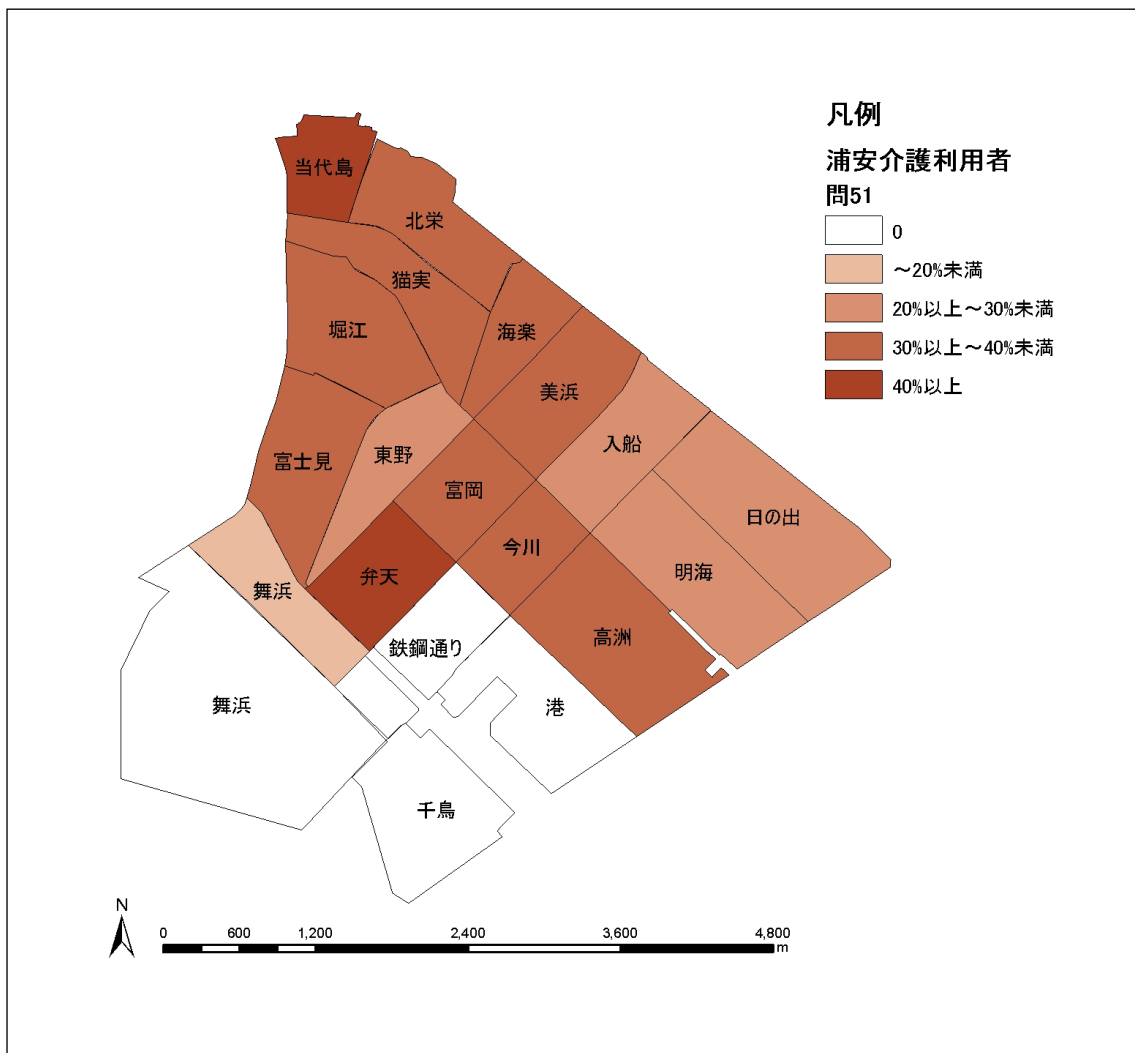 凡例
浦安介護利用者
問51
0
～20%未満
20%以上～30%未満
30%以上～40%未満
40%以上
当代島
北栄
猫実
海楽
堀江
美浜
入船
東野
富士見
富岡
日の出
今川
明海
弁天
舞浜
高洲
鉄鋼通り
舞浜
港
千鳥
N
0 600 1,200 2,400 3,600 4,800
m